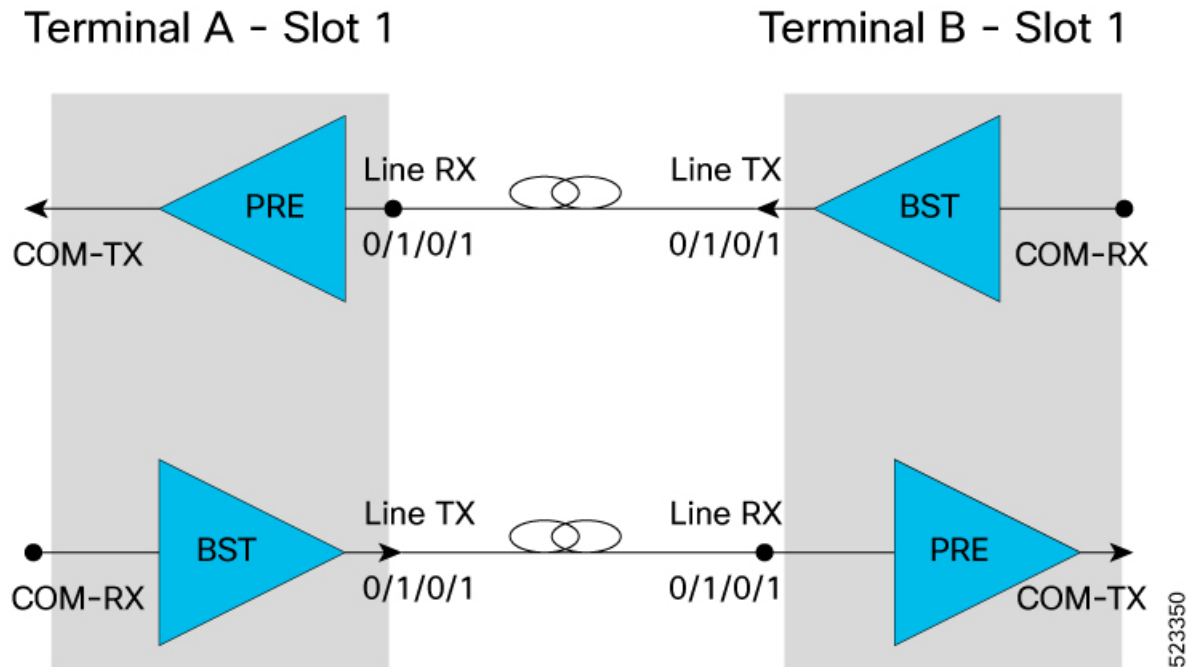 Terminal A - Slot 1
Terminal B - Slot 1
Line RX
Line TX
PRE
BST
COM-TX
0/1/0/1
0/1/0/1
COM-RX
Line TX
Line RX
BST
PRE
COM-RX
0/1/0/1
0/1/0/1
COM-TX
523350